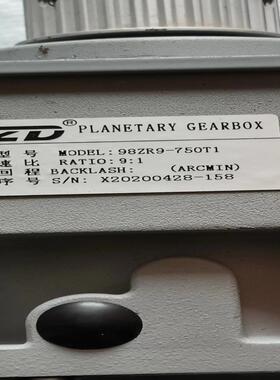 ZD® PLANETARY GEARBOX
型 号 MODEL: 98ZR9-750T1
速 比 RATIO: 9:1
回 程 BACKLASH: (ARCMIN)
序 号 S/N: X20200428-158